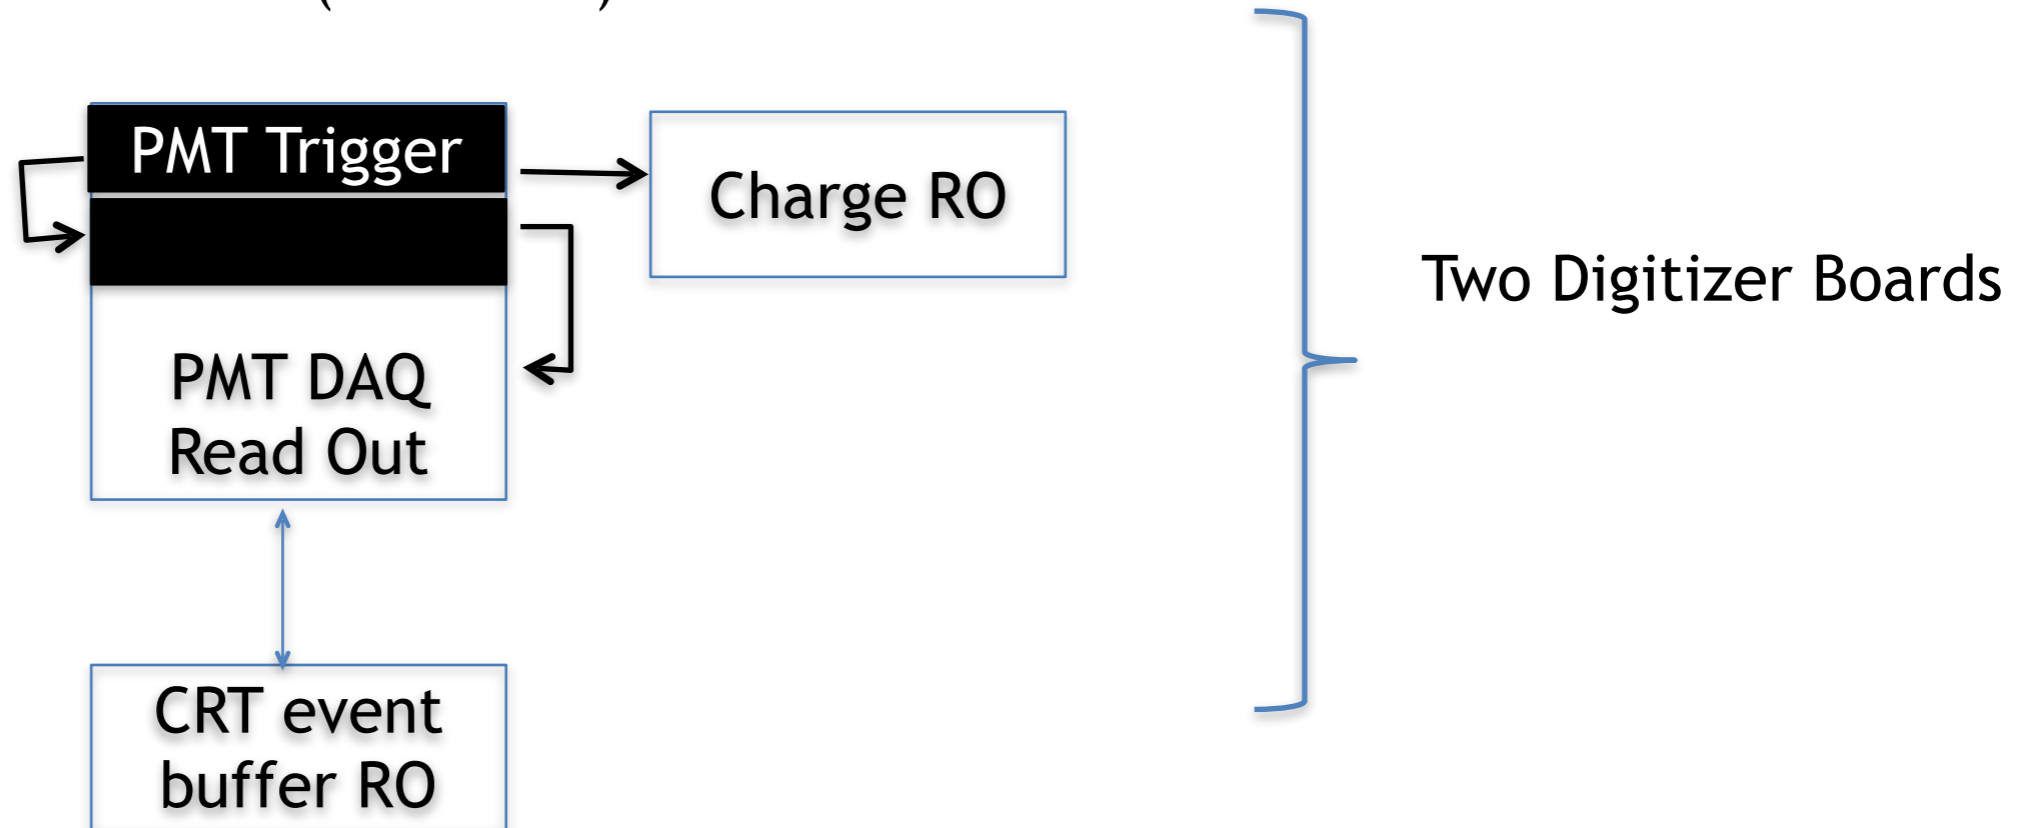 PMT Trigger
Charge RO
Two Digitizer Boards
PMT DAQ
Read Out
CRT event
buffer RO